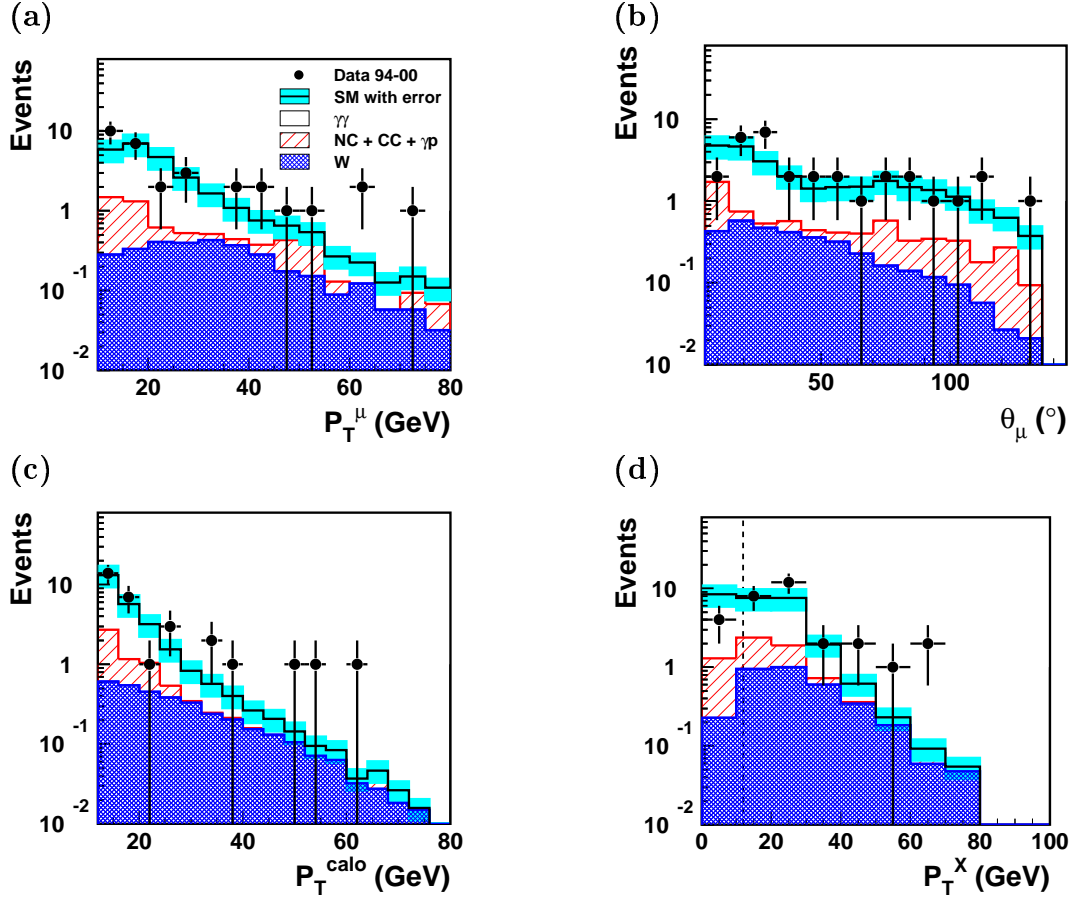 (a)
Events
10
1
10 -1
10 -2
20 40 60 80
P_T^μ (GeV)
Data 94-00
SM with error
γγ
NC + CC + γp
W
(b)
Events
10
1
10 -1
10 -2
50 100
θ_μ (°)
(c)
Events
10
1
10 -1
10 -2
20 40 60 80
P_T^calo (GeV)
(d)
Events
10
1
10 -1
10 -2
0 20 40 60 80 100
P_T^X (GeV)